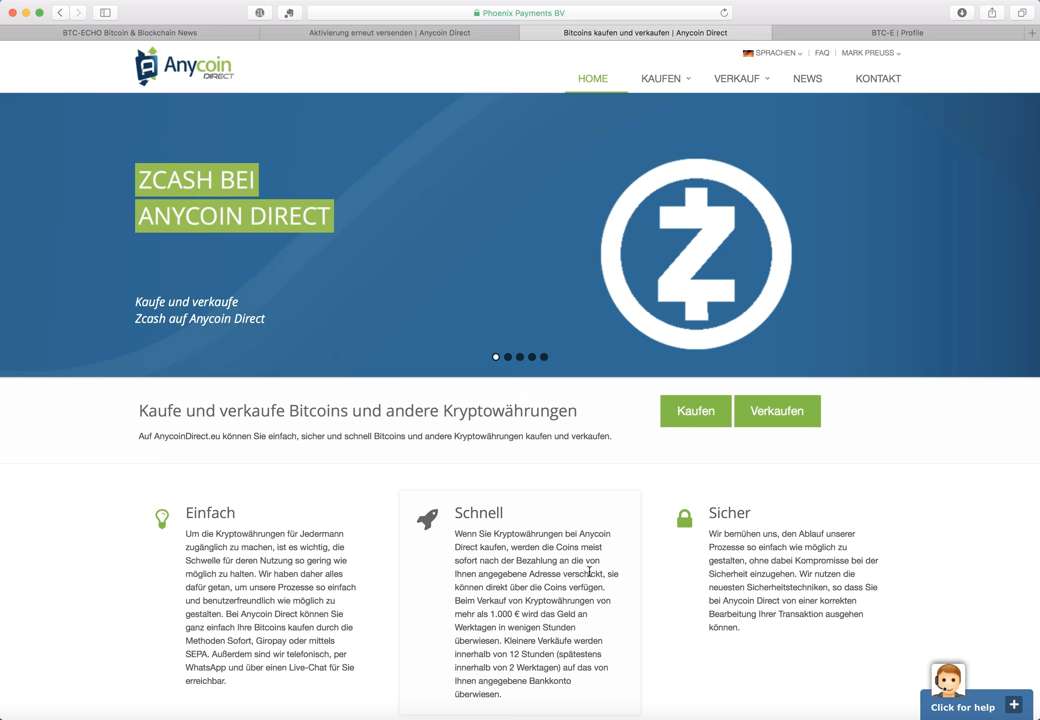 Phoenix Payments BV
BTC-ECHO Bitcoin & Blockchain News
Aktivierung erneut versenden | Anycoin Direct
Bitcoins kaufen und verkaufen | Anycoin Direct
BTC-E | Profile
Anycoin
DIRECT
SPRACHEN
FAQ
MARK PREUSS
HOME
KAUFEN
VERKAUF
NEWS
KONTAKT
ZCASH BEI
ANYCOIN DIRECT
Kaufe und verkaufe
Zcash auf Anycoin Direct
Kaufe und verkaufe Bitcoins und andere Kryptowährungen
Auf AnycoinDirect.eu können Sie einfach, sicher und schnell Bitcoins und andere Kryptowährungen kaufen und verkaufen.
Kaufen
Verkaufen
Einfach
Um die Kryptowährungen für Jedermann
zugänglich zu machen, ist es wichtig, die
Schwelle für deren Nutzung so gering wie
möglich zu halten. Wir haben daher alles
dafür getan, um unsere Prozesse so einfach
und benutzerfreundlich wie möglich zu
gestalten. Bei Anycoin Direct können Sie
ganz einfach Ihre Bitcoins kaufen durch die
Methoden Sofort, Giropay oder mittels
SEPA. Außerdem sind wir telefonisch, per
WhatsApp und über einen Live-Chat für Sie
erreichbar.
Schnell
Wenn Sie Kryptowährungen bei Anycoin
Direct kaufen, werden die Coins meist
sofort nach der Bezahlung an die von
Ihnen angegebene Adresse verschickt, sie
können direkt über die Coins verfügen.
Beim Verkauf von Kryptowährungen von
mehr als 1.000 € wird das Geld an
Werktagen in wenigen Stunden
überwiesen. Kleinere Verkäufe werden
innerhalb von 12 Stunden (spätestens
innerhalb von 2 Werktagen) auf das von
Ihnen angegebene Bankkonto
überwiesen.
Sicher
Wir bemühen uns, den Ablauf unserer
Prozesse so einfach wie möglich zu
gestalten, ohne dabei Kompromisse bei der
Sicherheit einzugehen. Wir nutzen die
neuesten Sicherheitstechniken, so dass Sie
bei Anycoin Direct von einer korrekten
Bearbeitung Ihrer Transaktion ausgehen
können.
Click for help